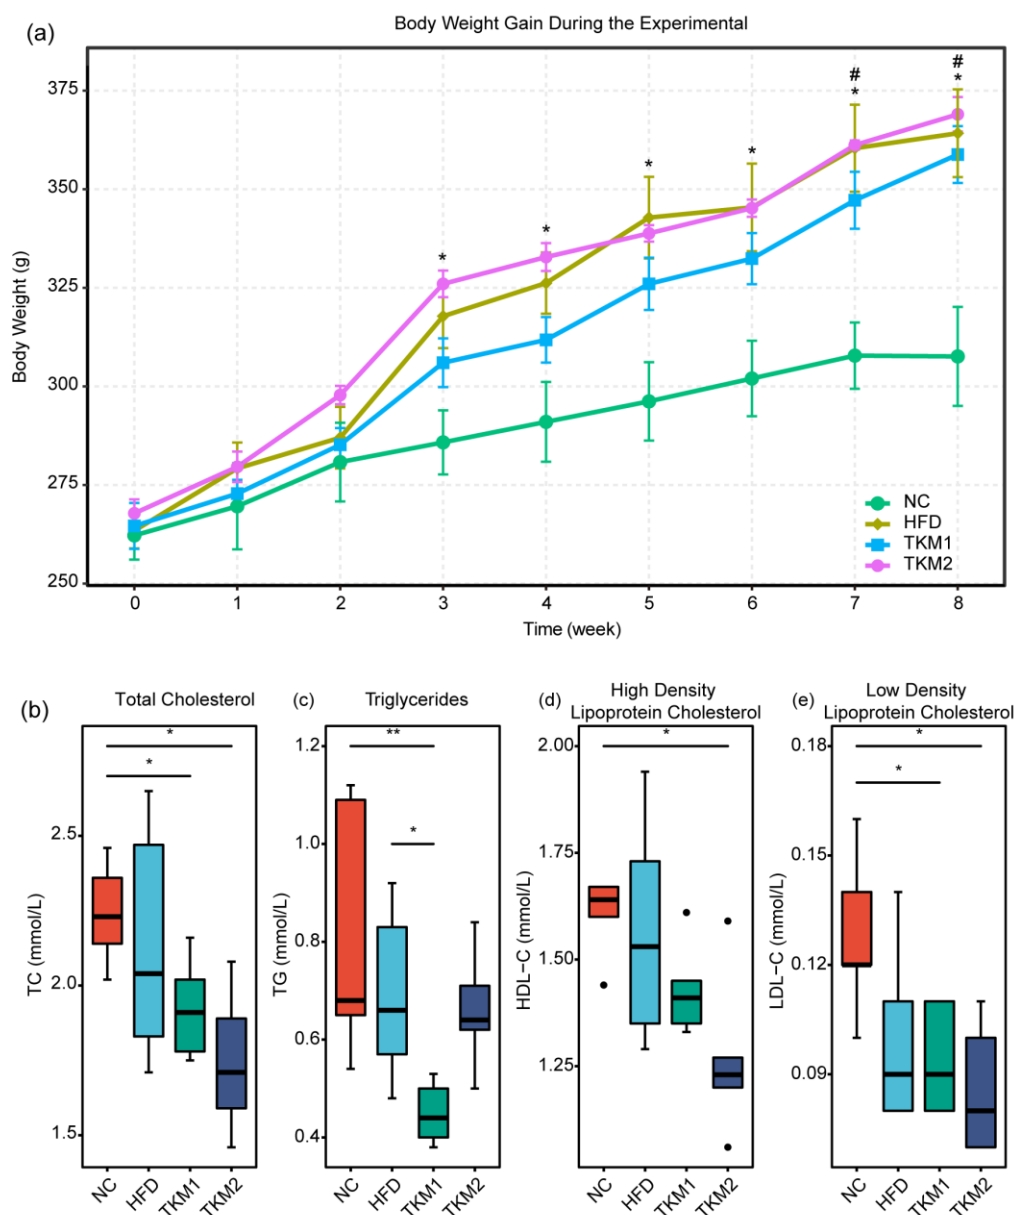 (a)
Body Weight Gain During the Experimental
Body Weight (g)
375
350
325
300
275
250
*
*
*
*
#
*
#
*
NC
HFD
TKM1
TKM2
0 1 2 3 4 5 6 7 8
Time (week)
(b)
Total Cholesterol
TC (mmol/L)
2.5
2.0
1.5
*
*
NC HFD TKM1 TKM2
(c)
Triglycerides
TG (mmol/L)
1.2
1.0
0.8
0.6
0.4
**
*
NC HFD TKM1 TKM2
(d)
High Density
Lipoprotein Cholesterol
HDL−C (mmol/L)
2.00
1.75
1.50
1.25
*
NC HFD TKM1 TKM2
(e)
Low Density
Lipoprotein Cholesterol
LDL−C (mmol/L)
0.18
0.15
0.12
0.09
*
*
NC HFD TKM1 TKM2